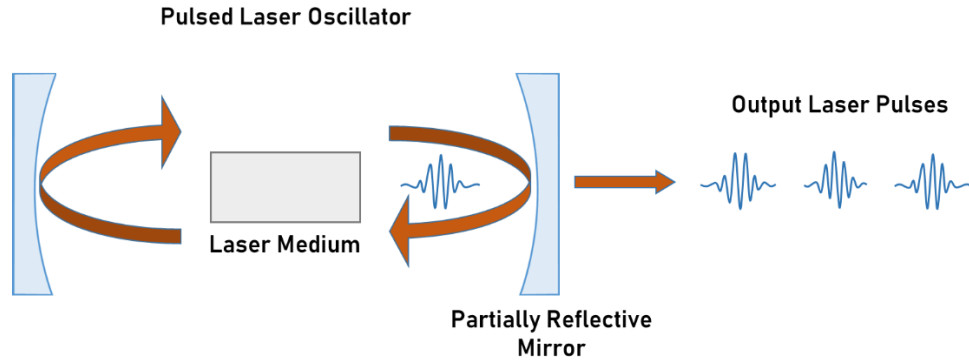 Pulsed Laser Oscillator
Output Laser Pulses
Laser Medium
Partially Reflective
Mirror